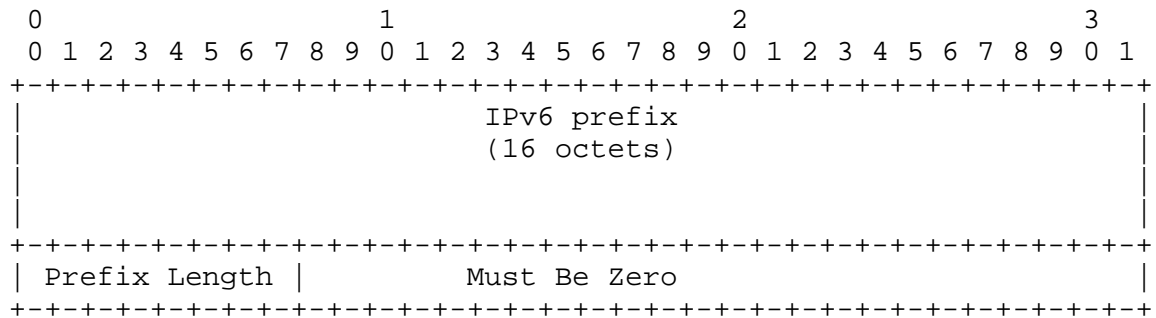 0                   1                   2                   3
0 1 2 3 4 5 6 7 8 9 0 1 2 3 4 5 6 7 8 9 0 1 2 3 4 5 6 7 8 9 0 1
+-+-+-+-+-+-+-+-+-+-+-+-+-+-+-+-+-+-+-+-+-+-+-+-+-+-+-+-+-+-+-+-+
|                          IPv6 prefix                          |
|                          (16 octets)                          |
|                                                               |
|                                                               |
+-+-+-+-+-+-+-+-+-+-+-+-+-+-+-+-+-+-+-+-+-+-+-+-+-+-+-+-+-+-+-+-+
| Prefix Length |         Must Be Zero                          |
+-+-+-+-+-+-+-+-+-+-+-+-+-+-+-+-+-+-+-+-+-+-+-+-+-+-+-+-+-+-+-+-+